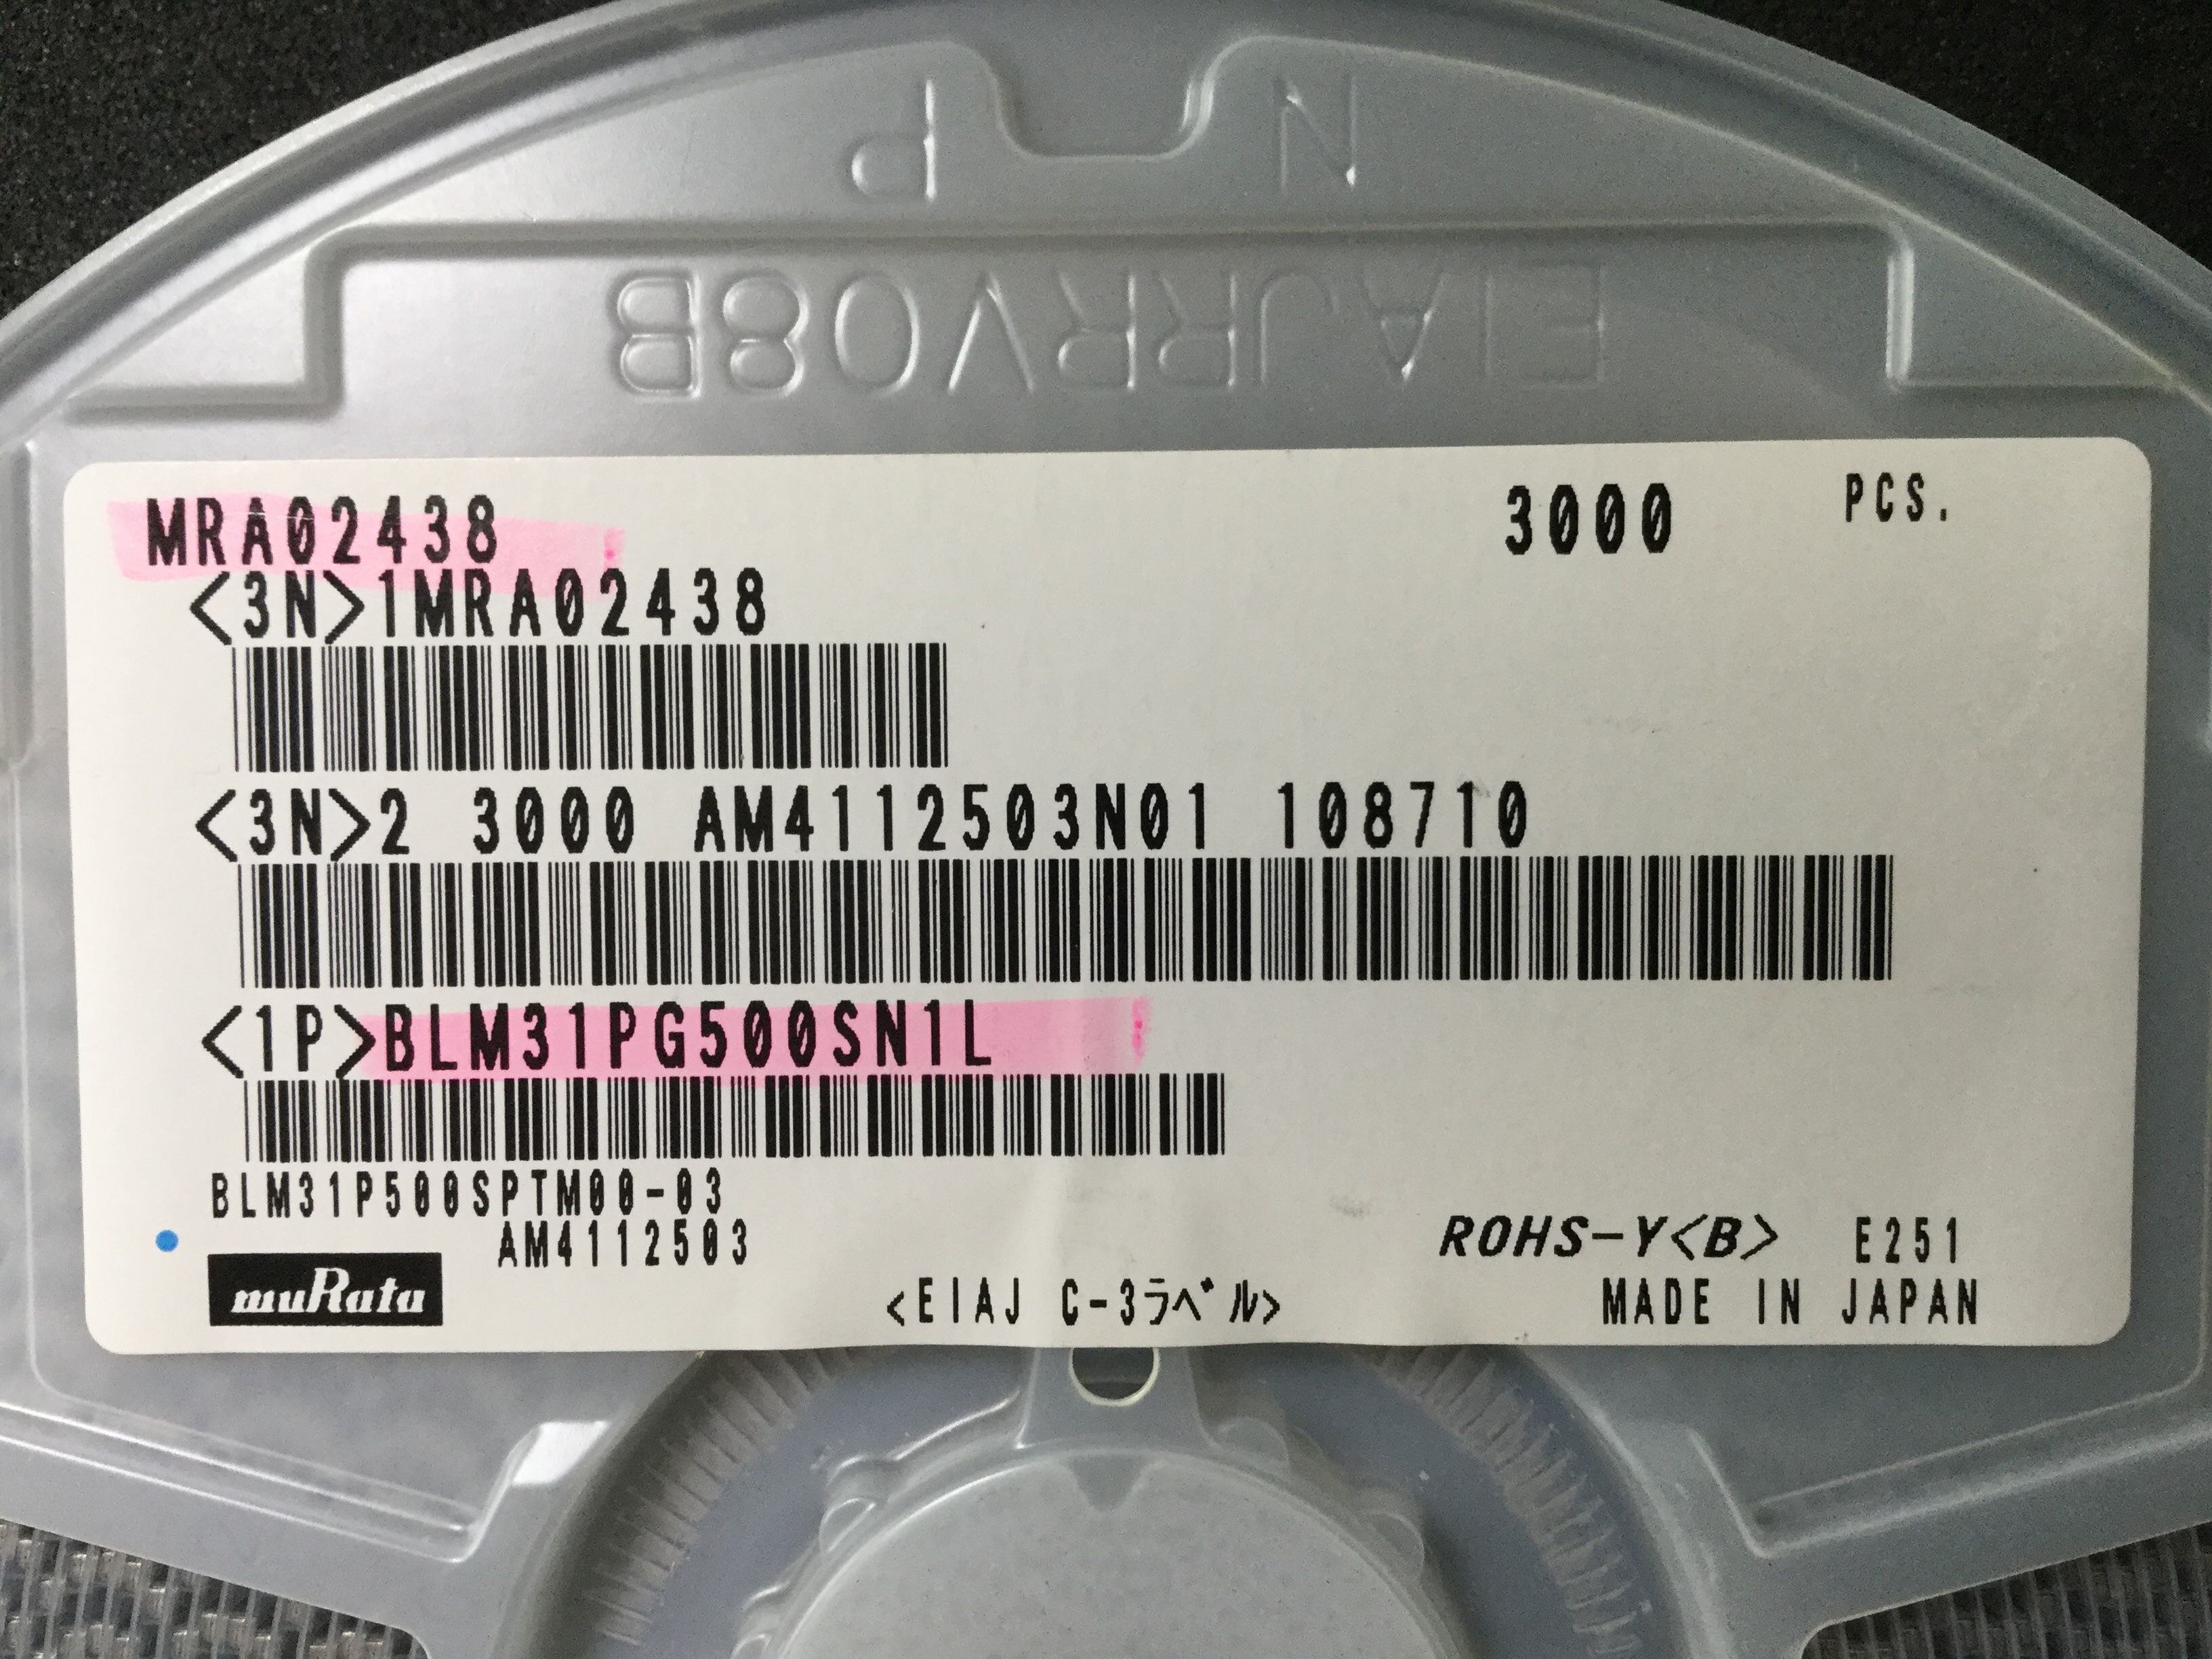 N P
EIAJRRV08B
MRA02438 3000 PCS.
<3N>1MRA02438
<3N>2 3000 AM4112503N01 108710
<1P>BLM31PG500SN1L
BLM31P500SPTM00-03
AM4112503
ROHS-Y<B> E251
muRata
<EIAJ C-3ラベル>
MADE IN JAPAN